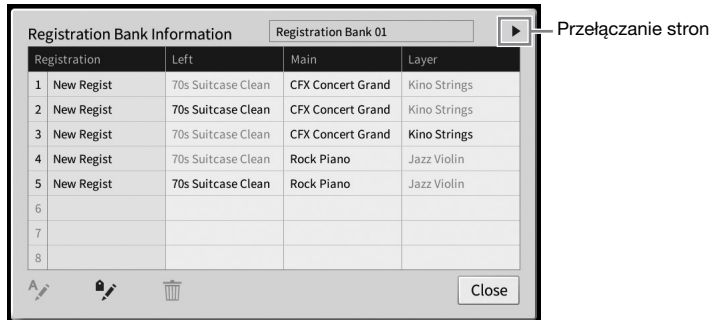 Registration Bank Information Registration Bank 01 Przełączanie stron
Registration Left Main Layer
1 New Regist 70s Suitcase Clean CFX Concert Grand Kino Strings
2 New Regist 70s Suitcase Clean CFX Concert Grand Kino Strings
3 New Regist 70s Suitcase Clean CFX Concert Grand Kino Strings
4 New Regist 70s Suitcase Clean Rock Piano Jazz Violin
5 New Regist 70s Suitcase Clean Rock Piano Jazz Violin
6
7
8
A Close